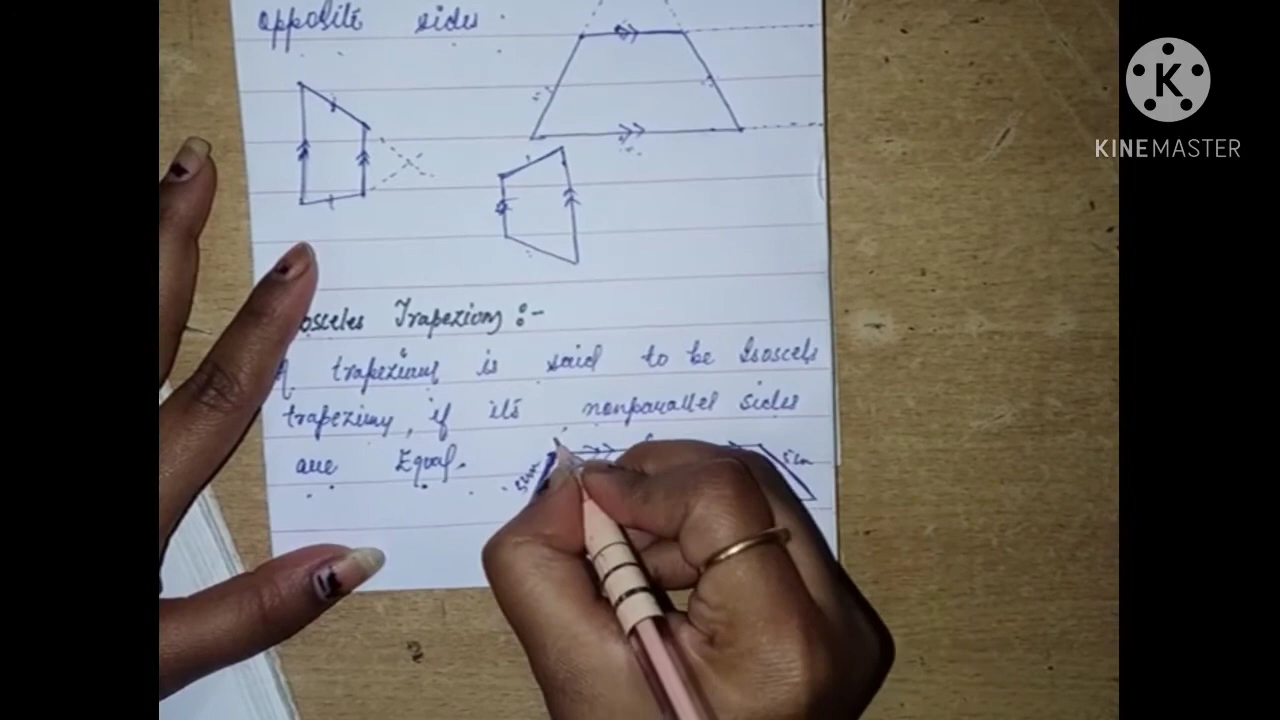 opposite sides.
KINEMASTER
osceles Trapezium :-
A trapezium is said to be Isosceles
trapezium, if its nonparallel sides
5cm
are Equal. 5cm